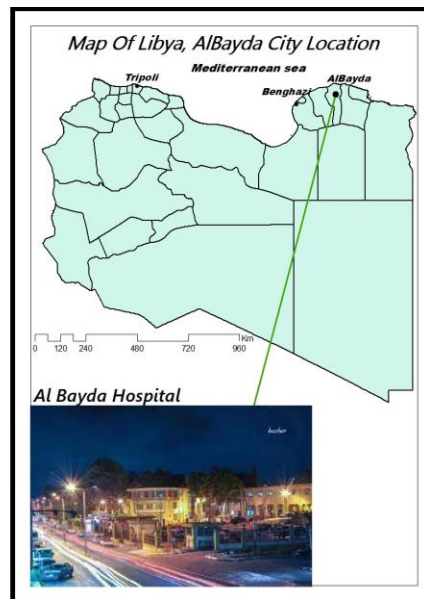 Map Of Libya, AlBayda City Location
Mediterranean sea
Tripoli
AlBayda
Benghazi
Km
0 120 240 480 720 960
Al Bayda Hospital